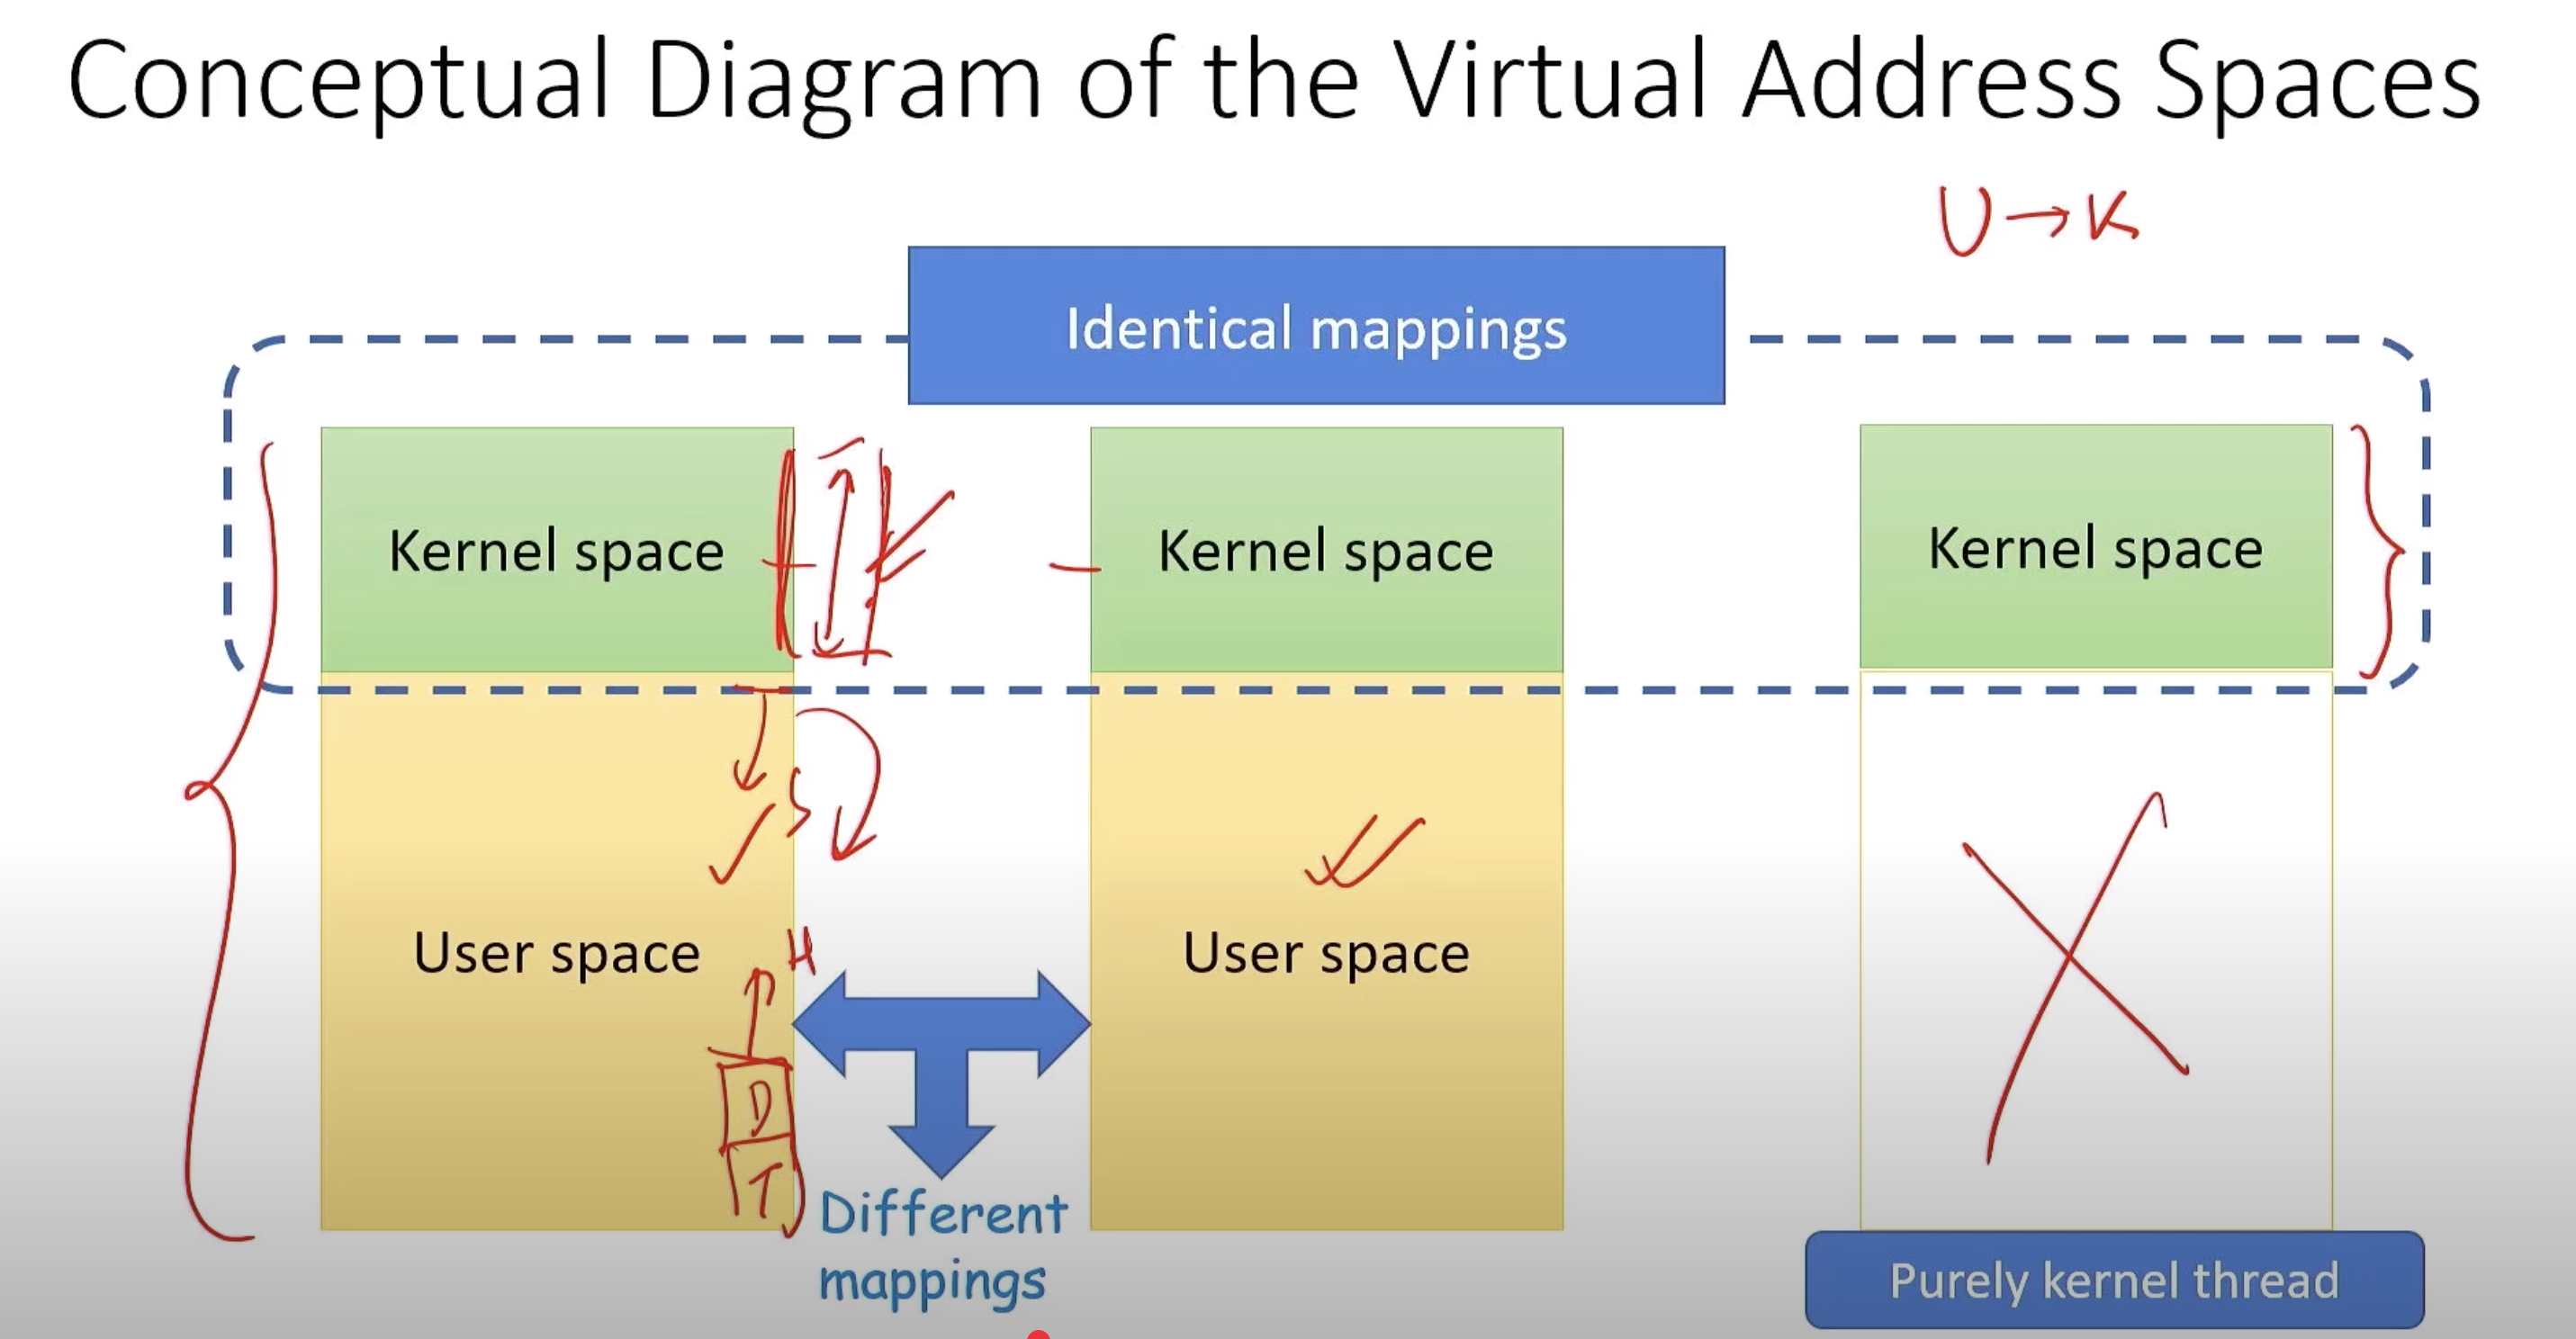 Conceptual Diagram of the Virtual Address Spaces
U → K
Identical mappings
Kernel space
Kernel space
Kernel space
S
User space
H
User space
D
T
Different
mappings
Purely kernel thread